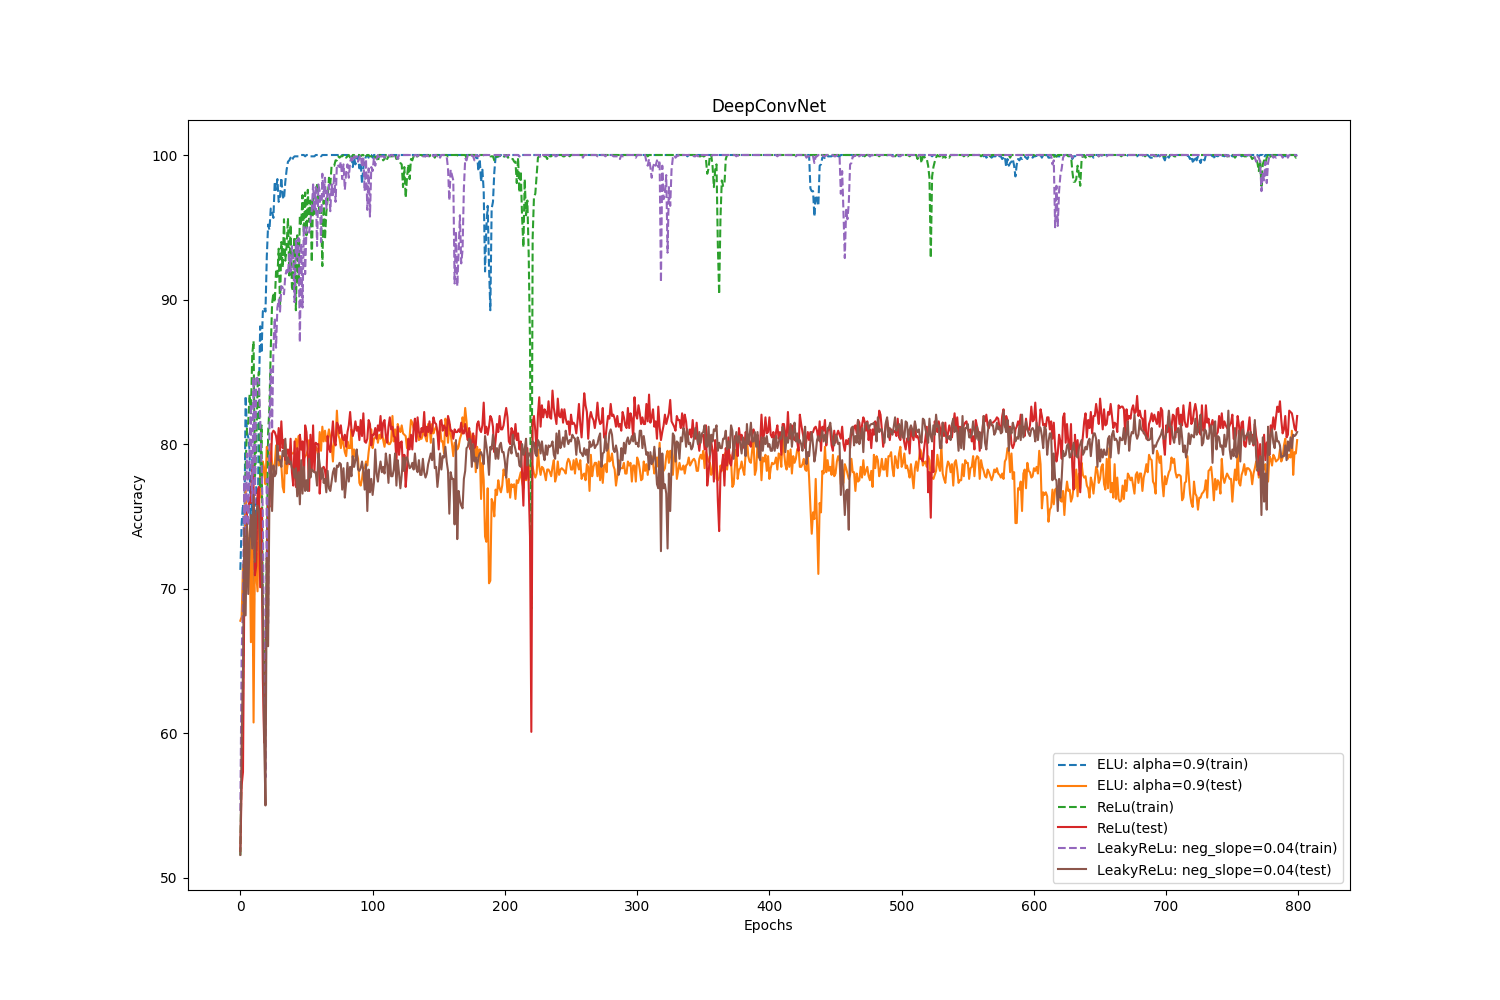 DeepConvNet
Accuracy
100
90
80
70
60
50
0 100 200 300 400 500 600 700 800
Epochs
ELU: alpha=0.9(train)
ELU: alpha=0.9(test)
ReLu(train)
ReLu(test)
LeakyReLu: neg_slope=0.04(train)
LeakyReLu: neg_slope=0.04(test)